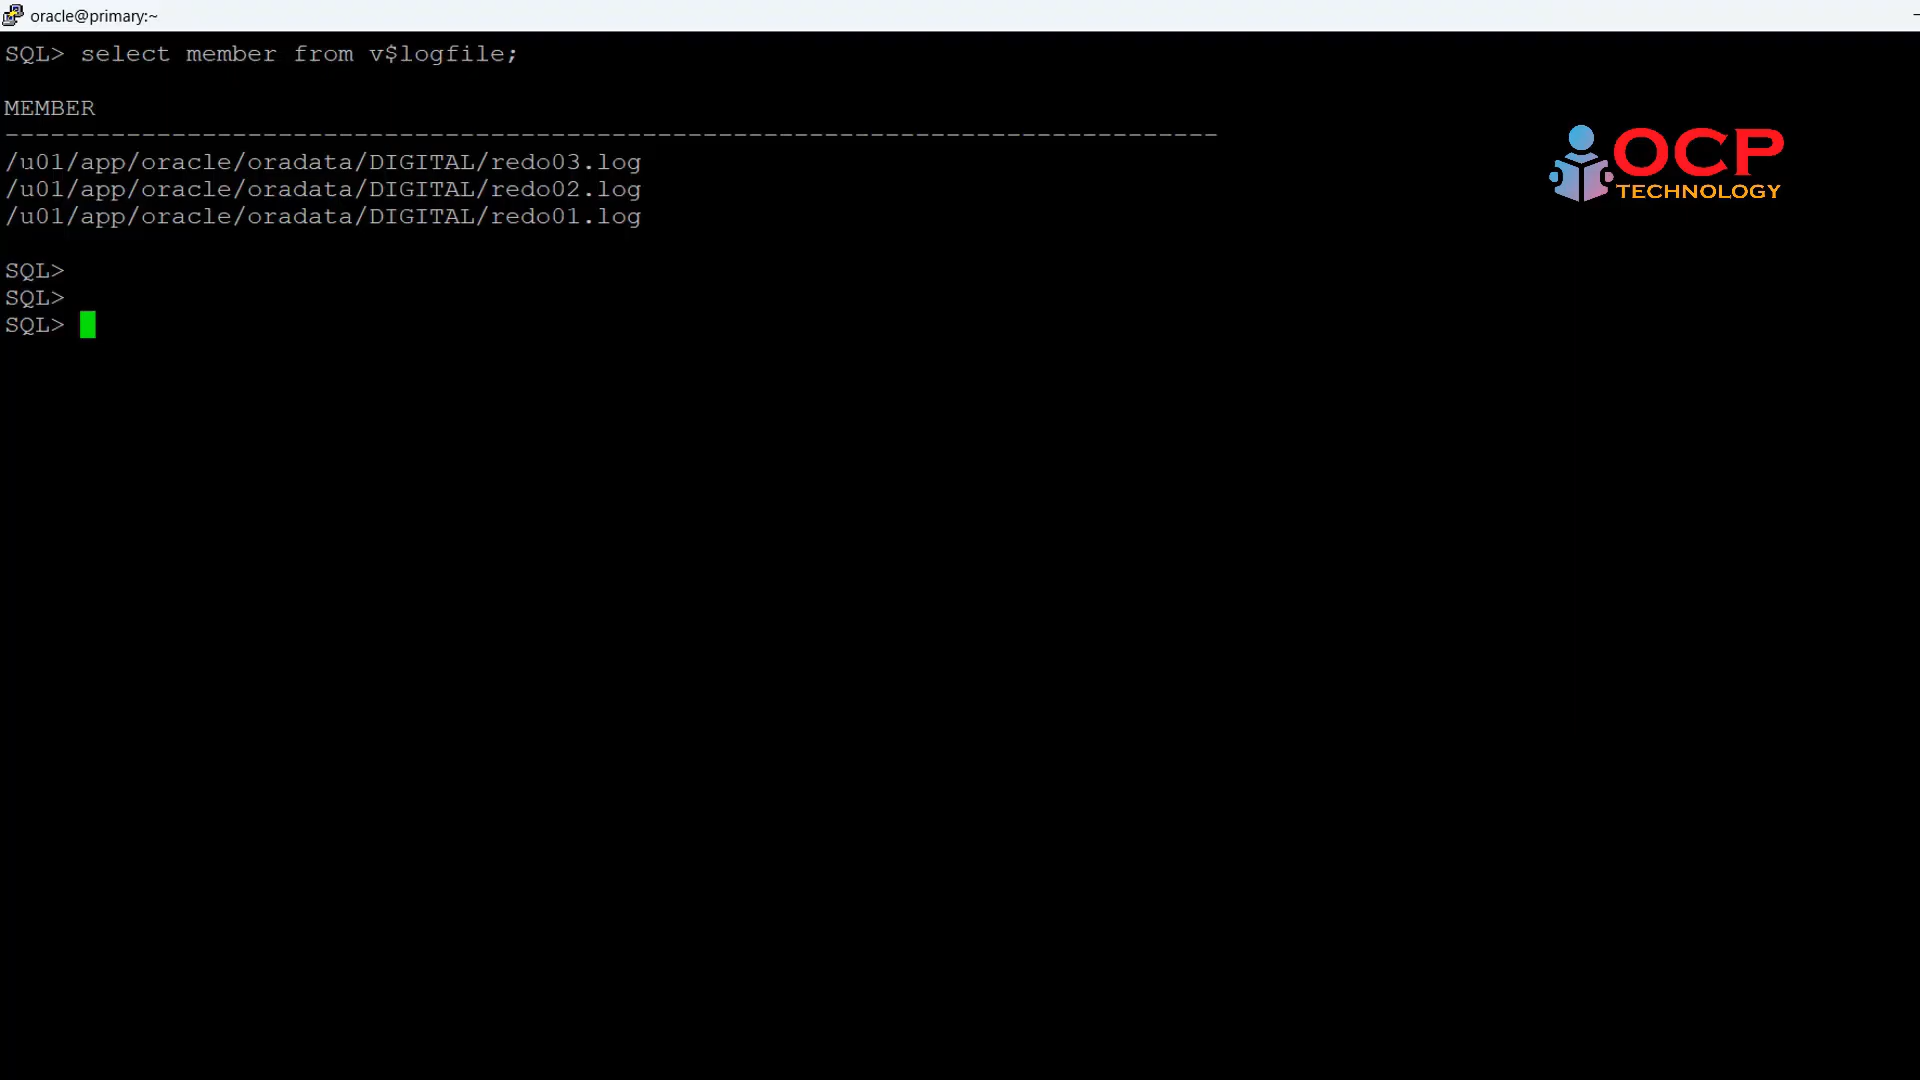 oracle@primary:~
SQL> select member from v$logfile;
MEMBER
--------------------------------------------------------------------------------
/u01/app/oracle/oradata/DIGITAL/redo03.log
/u01/app/oracle/oradata/DIGITAL/redo02.log
/u01/app/oracle/oradata/DIGITAL/redo01.log
SQL>
SQL>
SQL>
OCP
TECHNOLOGY